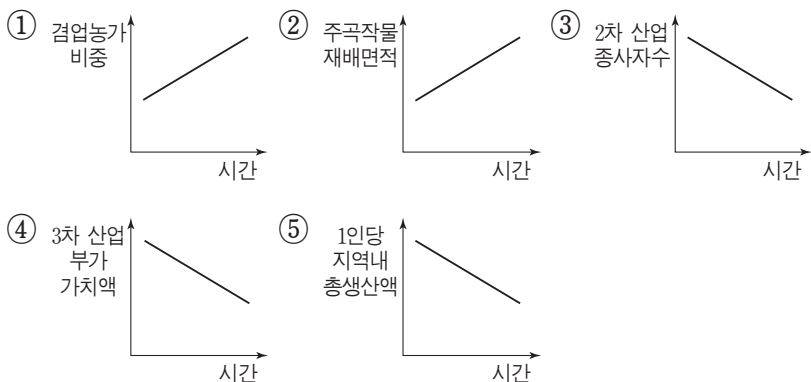 ① 겸업농가
비중
시간
② 주곡작물
재배면적
시간
③ 2차 산업
종사자수
시간
④ 3차 산업
부가
가치액
시간
⑤ 1인당
지역내
총생산액
시간